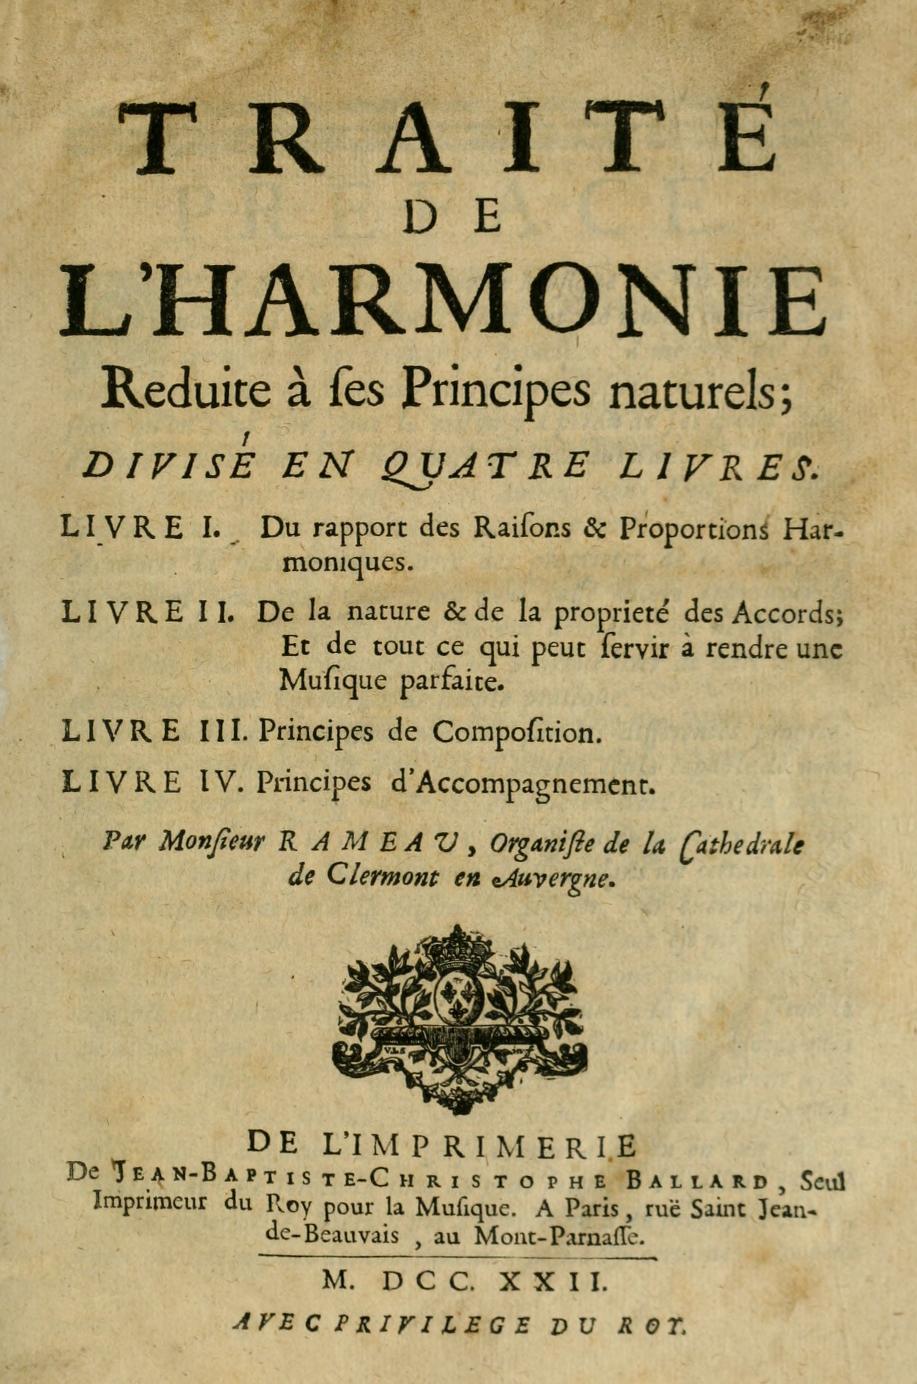 TRAITÉ
DE
L'HARMONIE
Reduite à ſes Principes naturels;
DIVISÉ EN QUATRE LIVRES.
LIVRE I. Du rapport des Raiſons & Proportions Har-
moniques.
LIVRE II. De la nature & de la proprieté des Accords;
Et de tout ce qui peut ſervir à rendre une
Muſique parfaite.
LIVRE III. Principes de Compoſition.
LIVRE IV. Principes d'Accompagnement.
Par Monſieur RAMEAU, Organiſte de la Cathedrale
de Clermont en Auvergne.
DE L'IMPRIMERIE
De JEAN-BAPTISTE-CHRISTOPHE BALLARD, Seul
Imprimeur du Roy pour la Muſique. A Paris, ruë Saint Jean-
de-Beauvais, au Mont-Parnaſſe.
M. DCC. XXII.
AVEC PRIVILEGE DU ROY.